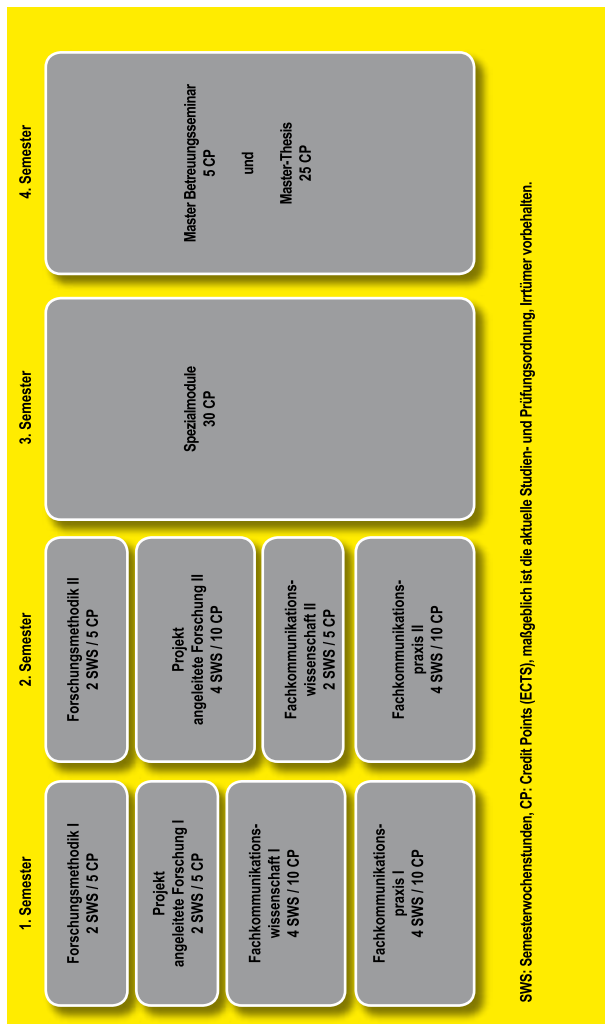 1. Semester
Forschungsmethodik I
2 SWS / 5 CP
Projekt
angeleitete Forschung I
2 SWS / 5 CP
Fachkommunikations-
wissenschaft I
4 SWS / 10 CP
Fachkommunikations-
praxis I
4 SWS / 10 CP
2. Semester
Forschungsmethodik II
2 SWS / 5 CP
Projekt
angeleitete Forschung II
4 SWS / 10 CP
Fachkommunikations-
wissenschaft II
2 SWS / 5 CP
Fachkommunikations-
praxis II
4 SWS / 10 CP
3. Semester
Spezialmodule
30 CP
4. Semester
Master Betreuungsseminar
5 CP
und
Master-Thesis
25 CP
SWS: Semesterwochenstunden, CP: Credit Points (ECTS), maßgeblich ist die aktuelle Studien- und Prüfungsordnung, Irrtümer vorbehalten.